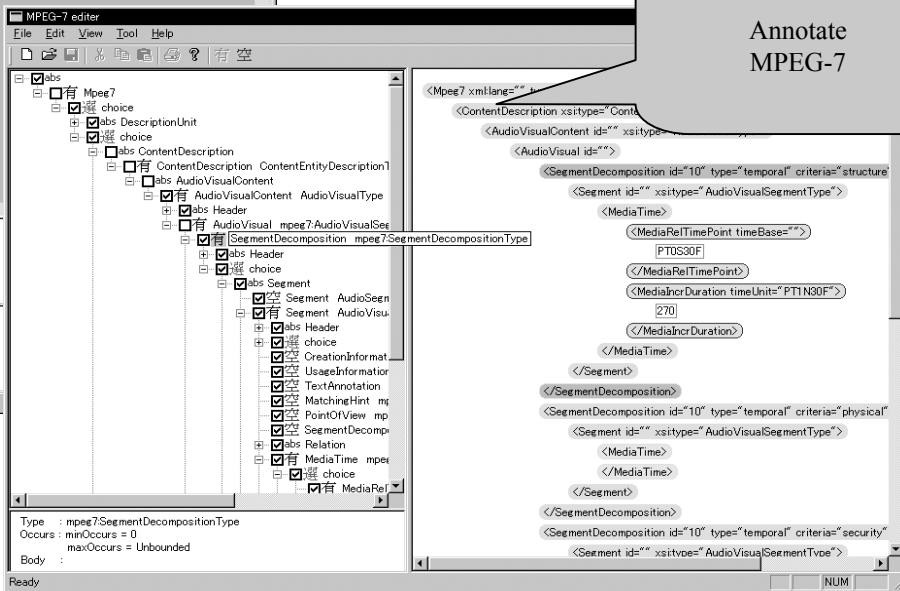 MPEG-7 editer
File Edit View Tool Help
有 空
Annotate
MPEG-7
abs
有 Mpeg7
選 choice
abs DescriptionUnit
選 choice
abs ContentDescription
有 ContentDescription ContentEntityDescriptionT
abs AudioVisualContent
有 AudioVisualContent AudioVisualType
abs Header
有 AudioVisual mpeg7:AudioVisualSeg
有 SegmentDecomposition mpeg7:SegmentDecompositionType
abs Header
選 choice
abs Segment
空 Segment AudioSegm
有 Segment AudioVisu
abs Header
選 choice
空 CreationInformat
空 UsageInformation
空 TextAnnotation
空 MatchingHint mp
空 PointOfView mp
空 SegmentDecomp
abs Relation
有 MediaTime mpeg
選 choice
有 MediaRelT
Type : mpeg7:SegmentDecompositionType
Occurs : minOccurs = 0
maxOccurs = Unbounded
Body :
<Mpeg7 xml:lang="" ty
<ContentDescription xsi:type="Conte
<AudioVisualContent id="" xsi:type=
<AudioVisual id="">
<SegmentDecomposition id="10" type="temporal" criteria="structure"
<Segment id="" xsi:type="AudioVisualSegmentType">
<MediaTime>
<MediaRelTimePoint timeBase="">
PT0S30F
</MediaRelTimePoint>
<MediaIncrDuration timeUnit="PT1N30F">
270
</MediaIncrDuration>
</MediaTime>
</Segment>
</SegmentDecomposition>
<SegmentDecomposition id="10" type="temporal" criteria="physical"
<Segment id="" xsi:type="AudioVisualSegmentType">
<MediaTime>
</MediaTime>
</Segment>
</SegmentDecomposition>
<SegmentDecomposition id="10" type="temporal" criteria="security"
<Segment id="" xsi:type="AudioVisualSegmentType">
Ready
NUM